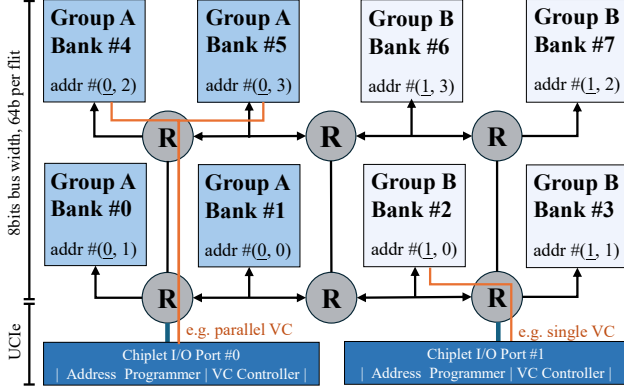 Group A
Bank #4
addr #(0, 2)
Group A
Bank #5
addr #(0, 3)
Group B
Bank #6
addr #(1, 3)
Group B
Bank #7
addr #(1, 2)
R
R
R
8bits bus width, 64b per flit
Group A
Bank #0
addr #(0, 1)
Group A
Bank #1
addr #(0, 0)
Group B
Bank #2
addr #(1, 0)
Group B
Bank #3
addr #(1, 1)
R
R
R
UCIe
e.g. parallel VC
e.g. single VC
Chiplet I/O Port #0
| Address Programmer | VC Controller |
Chiplet I/O Port #1
| Address Programmer | VC Controller |